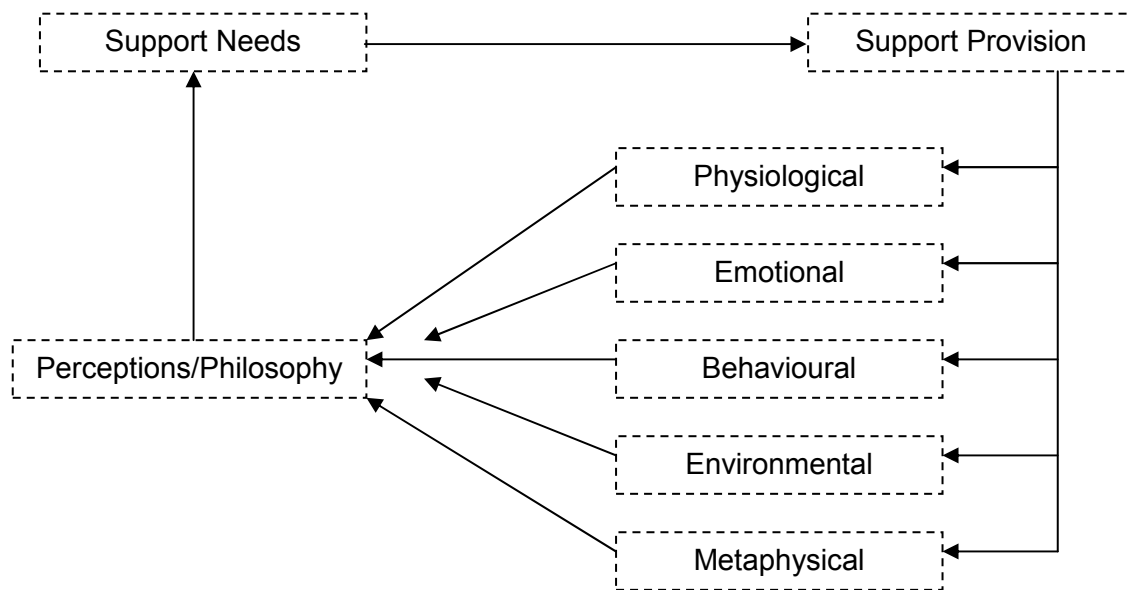 Support Needs
Support Provision
Physiological
Emotional
Perceptions/Philosophy
Behavioural
Environmental
Metaphysical